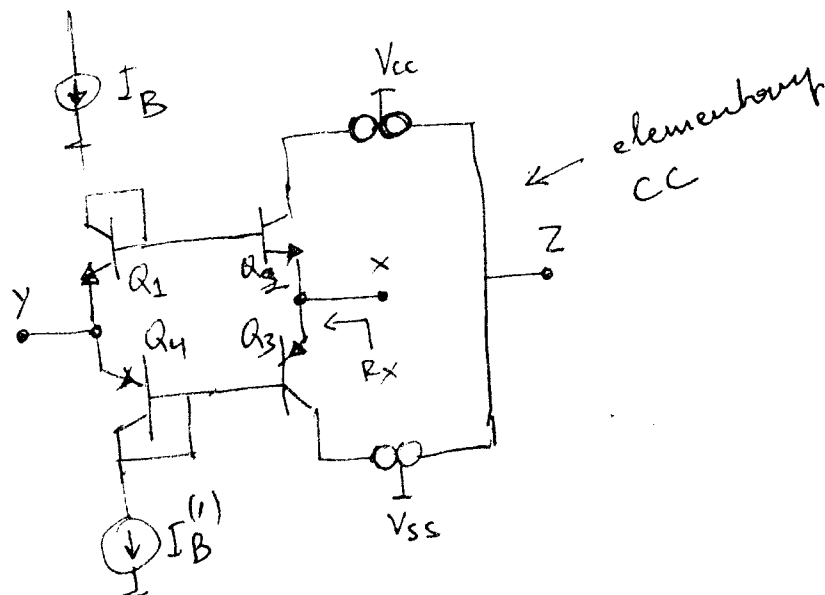 I_B
Vcc
elementary
CC
Z
Q1
Q2
X
Y
Q4
Q3
RX
I_B^(1)
Vss